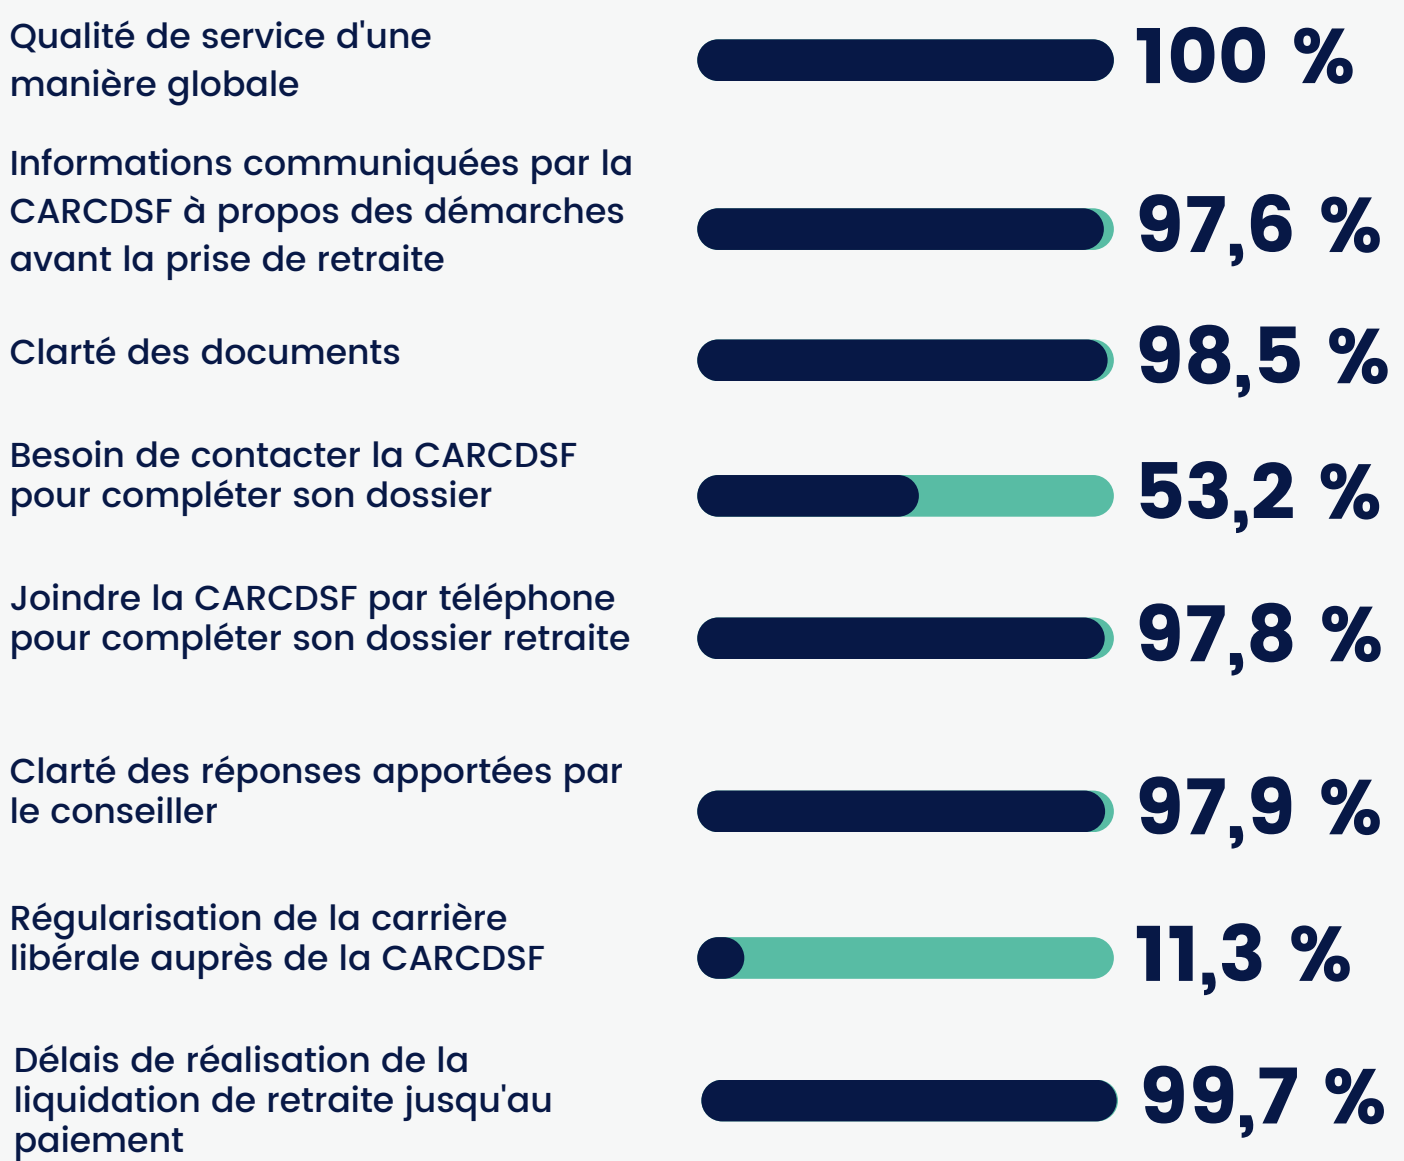 Qualité de service d'une
manière globale
100 %
Informations communiquées par la
CARCDSF à propos des démarches
avant la prise de retraite
97,6 %
Clarté des documents
98,5 %
Besoin de contacter la CARCDSF
pour compléter son dossier
53,2 %
Joindre la CARCDSF par téléphone
pour compléter son dossier retraite
97,8 %
Clarté des réponses apportées par
le conseiller
97,9 %
Régularisation de la carrière
libérale auprès de la CARCDSF
11,3 %
Délais de réalisation de la
liquidation de retraite jusqu'au
paiement
99,7 %